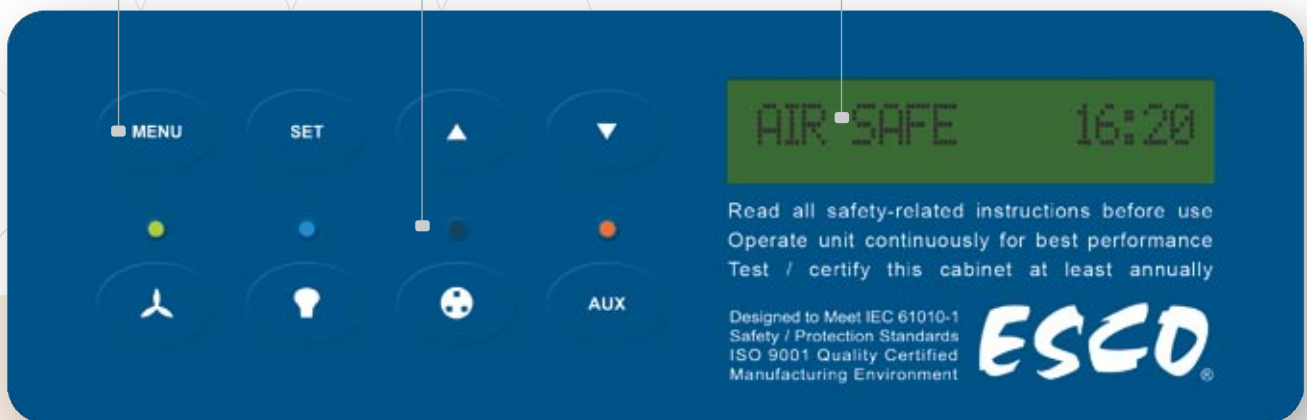 MENU
SET
AIR SAFE 16:20
Read all safety-related instructions before use
Operate unit continuously for best performance
Test / certify this cabinet at least annually
AUX
Designed to Meet IEC 61010-1
Safety / Protection Standards
ISO 9001 Quality Certified
Manufacturing Environment
ESCO®